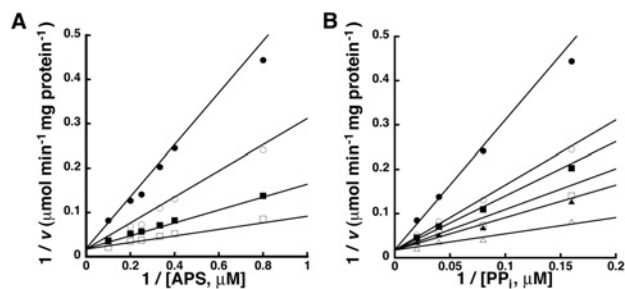 A
1 / v (μmol min-1 mg protein-1)
0.5
0.4
0.3
0.2
0.1
0
0 0.2 0.4 0.6 0.8 1
1 / [APS, μM]
B
1 / v (μmol min-1 mg protein-1)
0.5
0.4
0.3
0.2
0.1
0
0 0.05 0.1 0.15 0.2
1 / [PPi, μM]